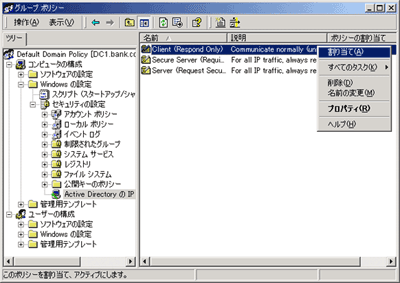 グループ ポリシー
操作(A) 表示(V)
ツリー
名前 説明 ポリシーの割り当て
Default Domain Policy [DC1.bank.co
コンピュータの構成
ソフトウェアの設定
Windows の設定
スクリプト (スタートアップ/シャ
セキュリティの設定
アカウント ポリシー
ローカル ポリシー
イベント ログ
制限されたグループ
システム サービス
レジストリ
ファイル システム
公開キーのポリシー
Active Directory の IP
管理用テンプレート
ユーザーの構成
ソフトウェアの設定
Windows の設定
管理用テンプレート
Client (Respond Only) Communicate normally (un
Secure Server (Requi... For all IP traffic, always re
Server (Request Secu... For all IP traffic, always re
割り当て(A)
すべてのタスク(K)
削除(D)
名前の変更(M)
プロパティ(R)
ヘルプ(H)
このポリシーを割り当て、アクティブにします。